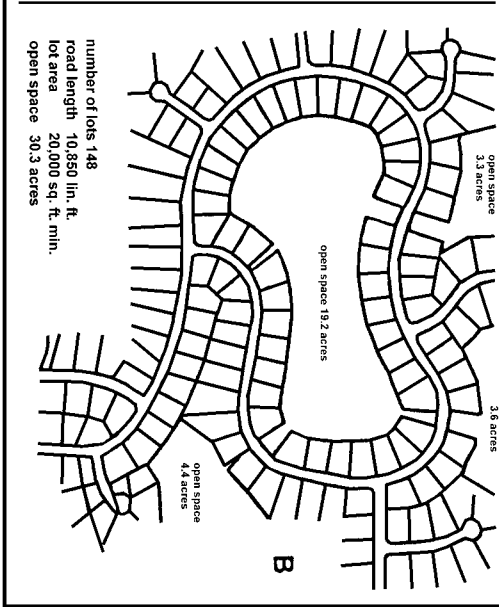 number of lots 148
road length 10,850 lin. ft.
lot area 20,000 sq. ft. min.
open space 30.3 acres
open space
3.3 acres
open space 19.2 acres
3.6 acres
open space
4.4 acres
B